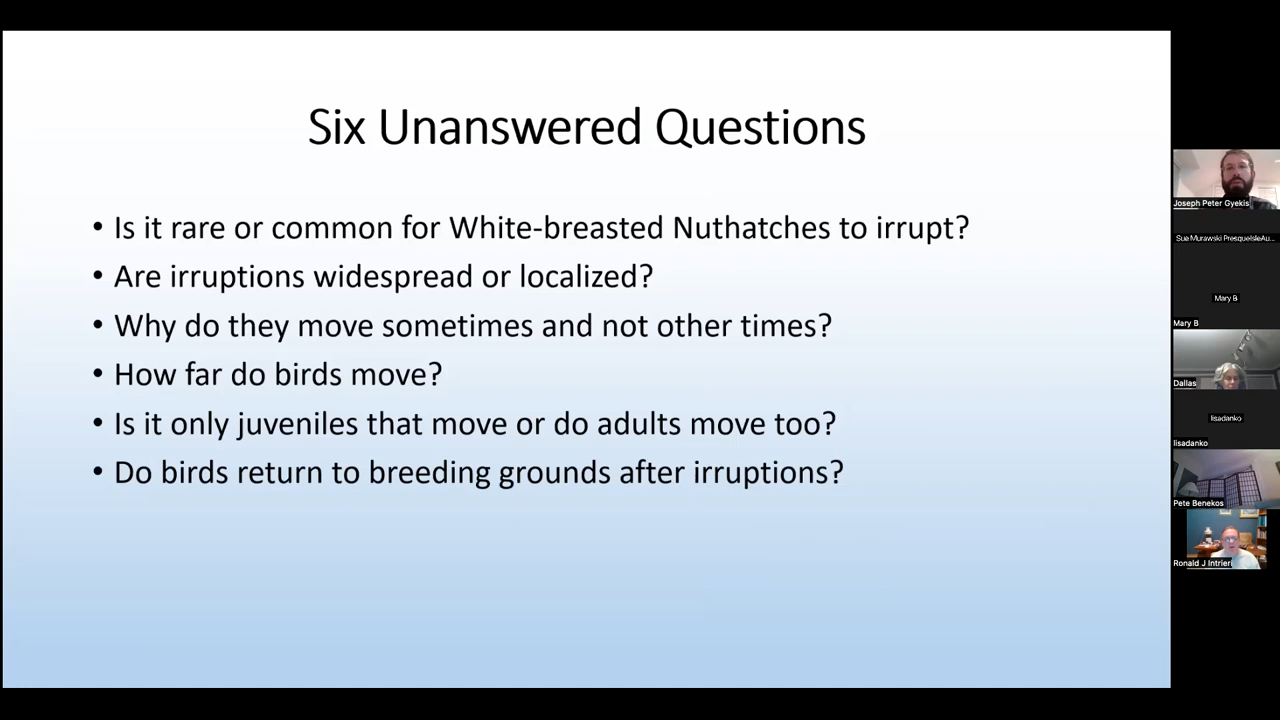 Six Unanswered Questions
• Is it rare or common for White-breasted Nuthatches to irrupt?
• Are irruptions widespread or localized?
• Why do they move sometimes and not other times?
• How far do birds move?
• Is it only juveniles that move or do adults move too?
• Do birds return to breeding grounds after irruptions?
Joseph Peter Gyekis
Sue Murawski PresqueIsleAu...
Mary B
Mary B
Dallas
lisadanko
lisadanko
Pete Benekos
Ronald J Intrieri